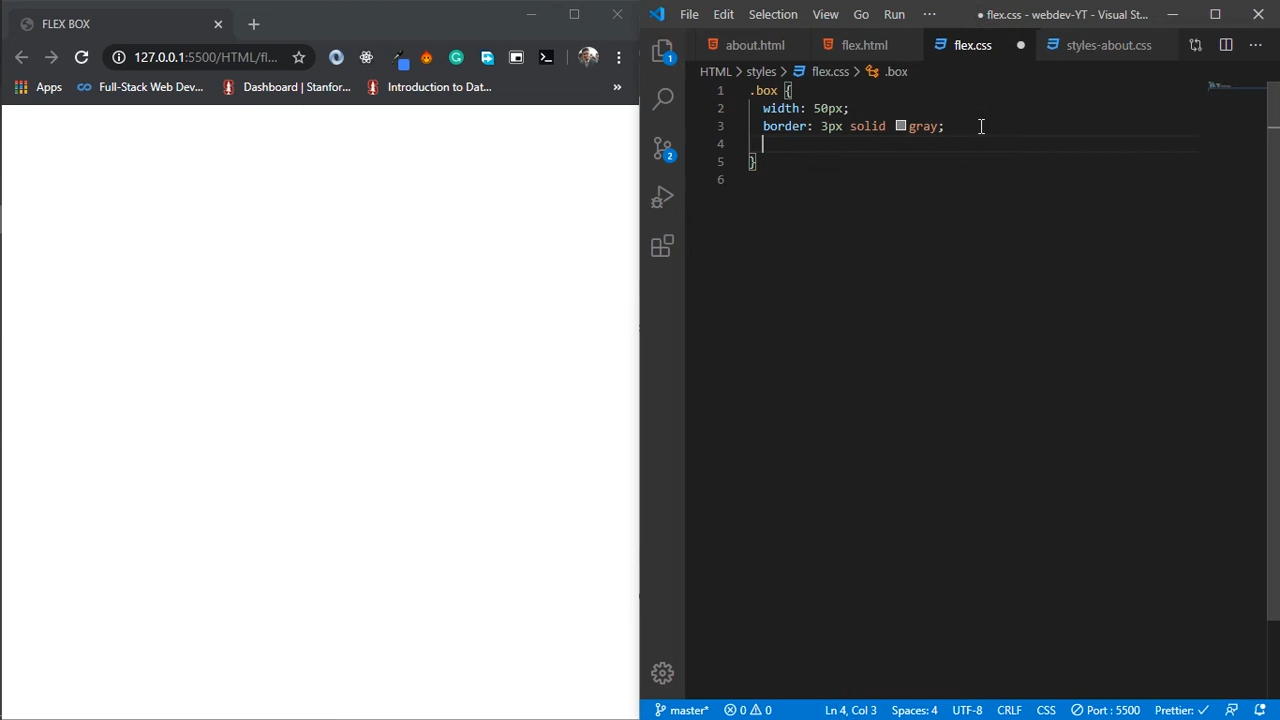 FLEX BOX
127.0.0.1:5500/HTML/fl...
Apps
Full-Stack Web Dev...
Dashboard | Stanfor...
Introduction to Dat...
»
File Edit Selection View Go Run ...
● flex.css - webdev-YT - Visual St...
about.html
flex.html
flex.css
styles-about.css
HTML > styles > flex.css > .box
1 .box {
2 width: 50px;
3 border: 3px solid gray;
4
5 }
6
1
2
master*
0 0
Ln 4, Col 3
Spaces: 4
UTF-8
CRLF
CSS
Port : 5500
Prettier: ✓